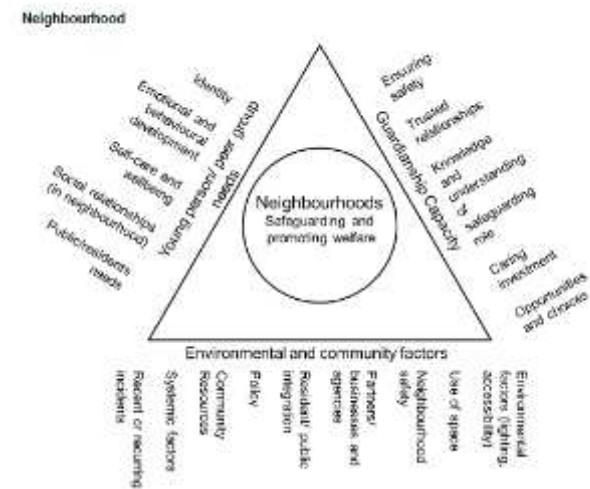 Neighbourhood
Identity
Emotional and
behavioural
development
Self-care and
wellbeing
Social relationships
(in neighbourhood)
Public/residents
needs
Young person/ peer group
needs
Ensuring
safety
Trusted
relationships
Knowledge
and
understanding
of
safeguarding
role
Caring
investment
Opportunities
and choices
Guardianship Capacity
Neighbourhoods
Safeguarding and
promoting welfare
Environmental and community factors
Recent or recurring
incidents
Systemic factors
Community
Resources
Policy
Resident/ public
integration
Partners/
businesses and
agencies
Neighbourhood
safety
Use of space
Environmental
factors (lighting,
accessibility)